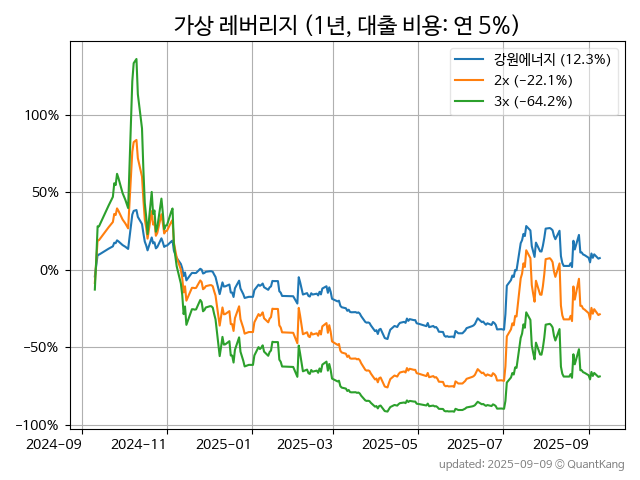 가상 레버리지 (1년, 대출 비용: 연 5%)
강원에너지 (12.3%)
2x (−22.1%)
3x (−64.2%)
100%
50%
0%
−50%
−100%
2024-09 2024-11 2025-01 2025-03 2025-05 2025-07 2025-09
updated: 2025-09-09 © QuantKang